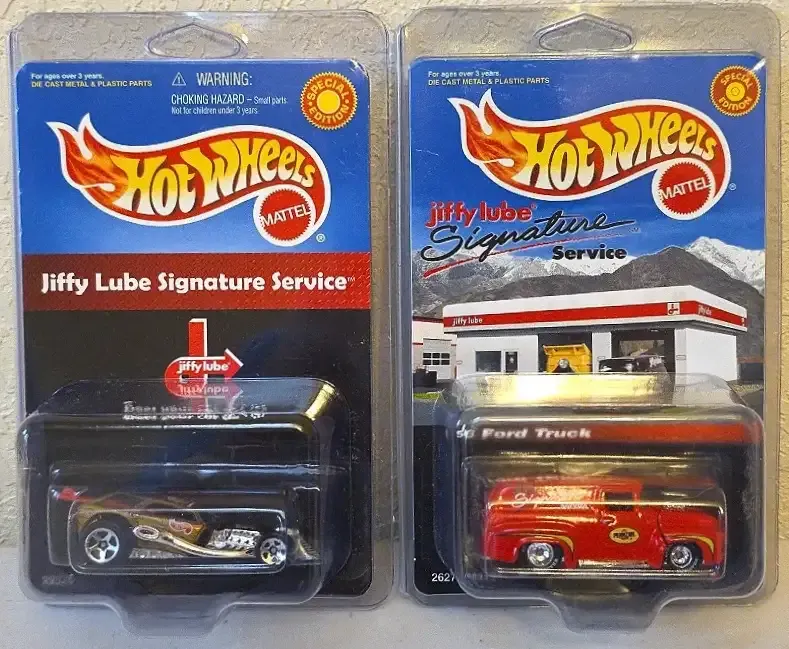 For ages over 3 years.
DIE CAST METAL & PLASTIC PARTS
WARNING:
CHOKING HAZARD – Small parts.
Not for children under 3 years.
SPECIAL EDITION
HOT WHEELS
MATTEL
®
Jiffy Lube Signature Service™
jiffy lube®
For ages over 3 years.
DIE CAST METAL & PLASTIC PARTS
SPECIAL EDITION
HOT WHEELS
MATTEL
®
jiffy lube®
Signature
Service
jiffy lube
Ford Truck
Signature